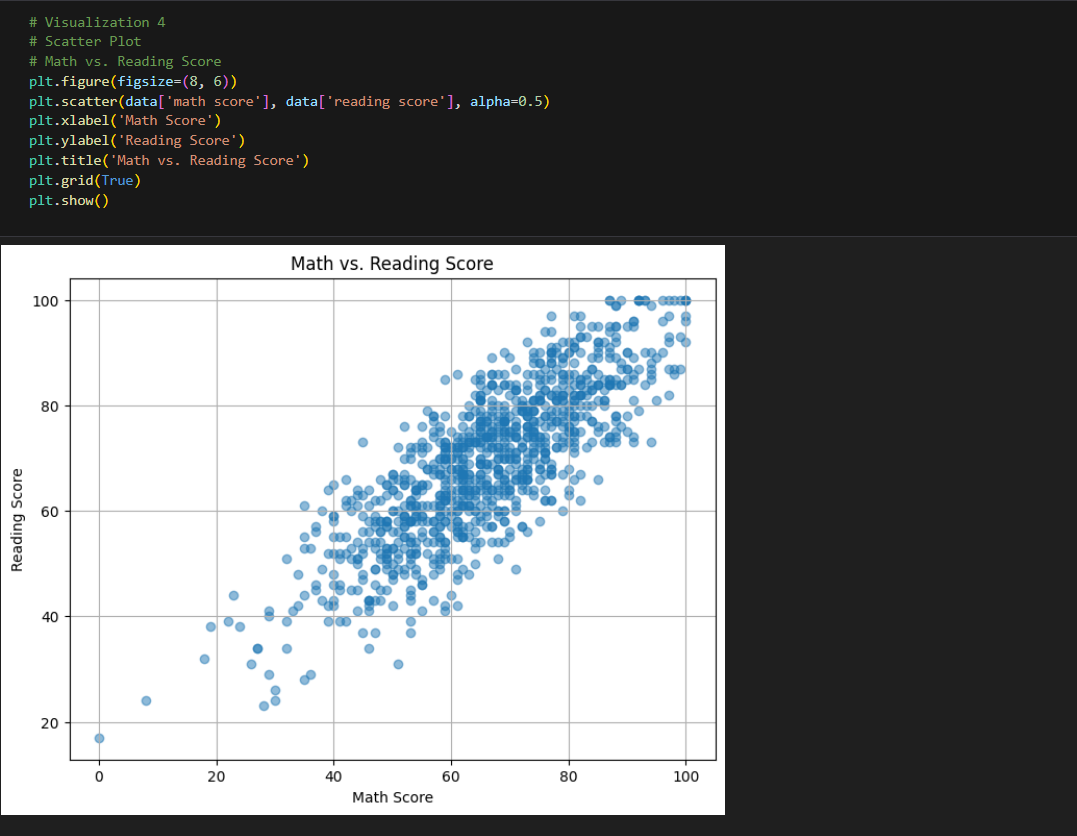 # Visualization 4
# Scatter Plot
# Math vs. Reading Score
plt.figure(figsize=(8, 6))
plt.scatter(data['math score'], data['reading score'], alpha=0.5)
plt.xlabel('Math Score')
plt.ylabel('Reading Score')
plt.title('Math vs. Reading Score')
plt.grid(True)
plt.show()
Math vs. Reading Score
100
80
60
40
20
Reading Score
0 20 40 60 80 100
Math Score